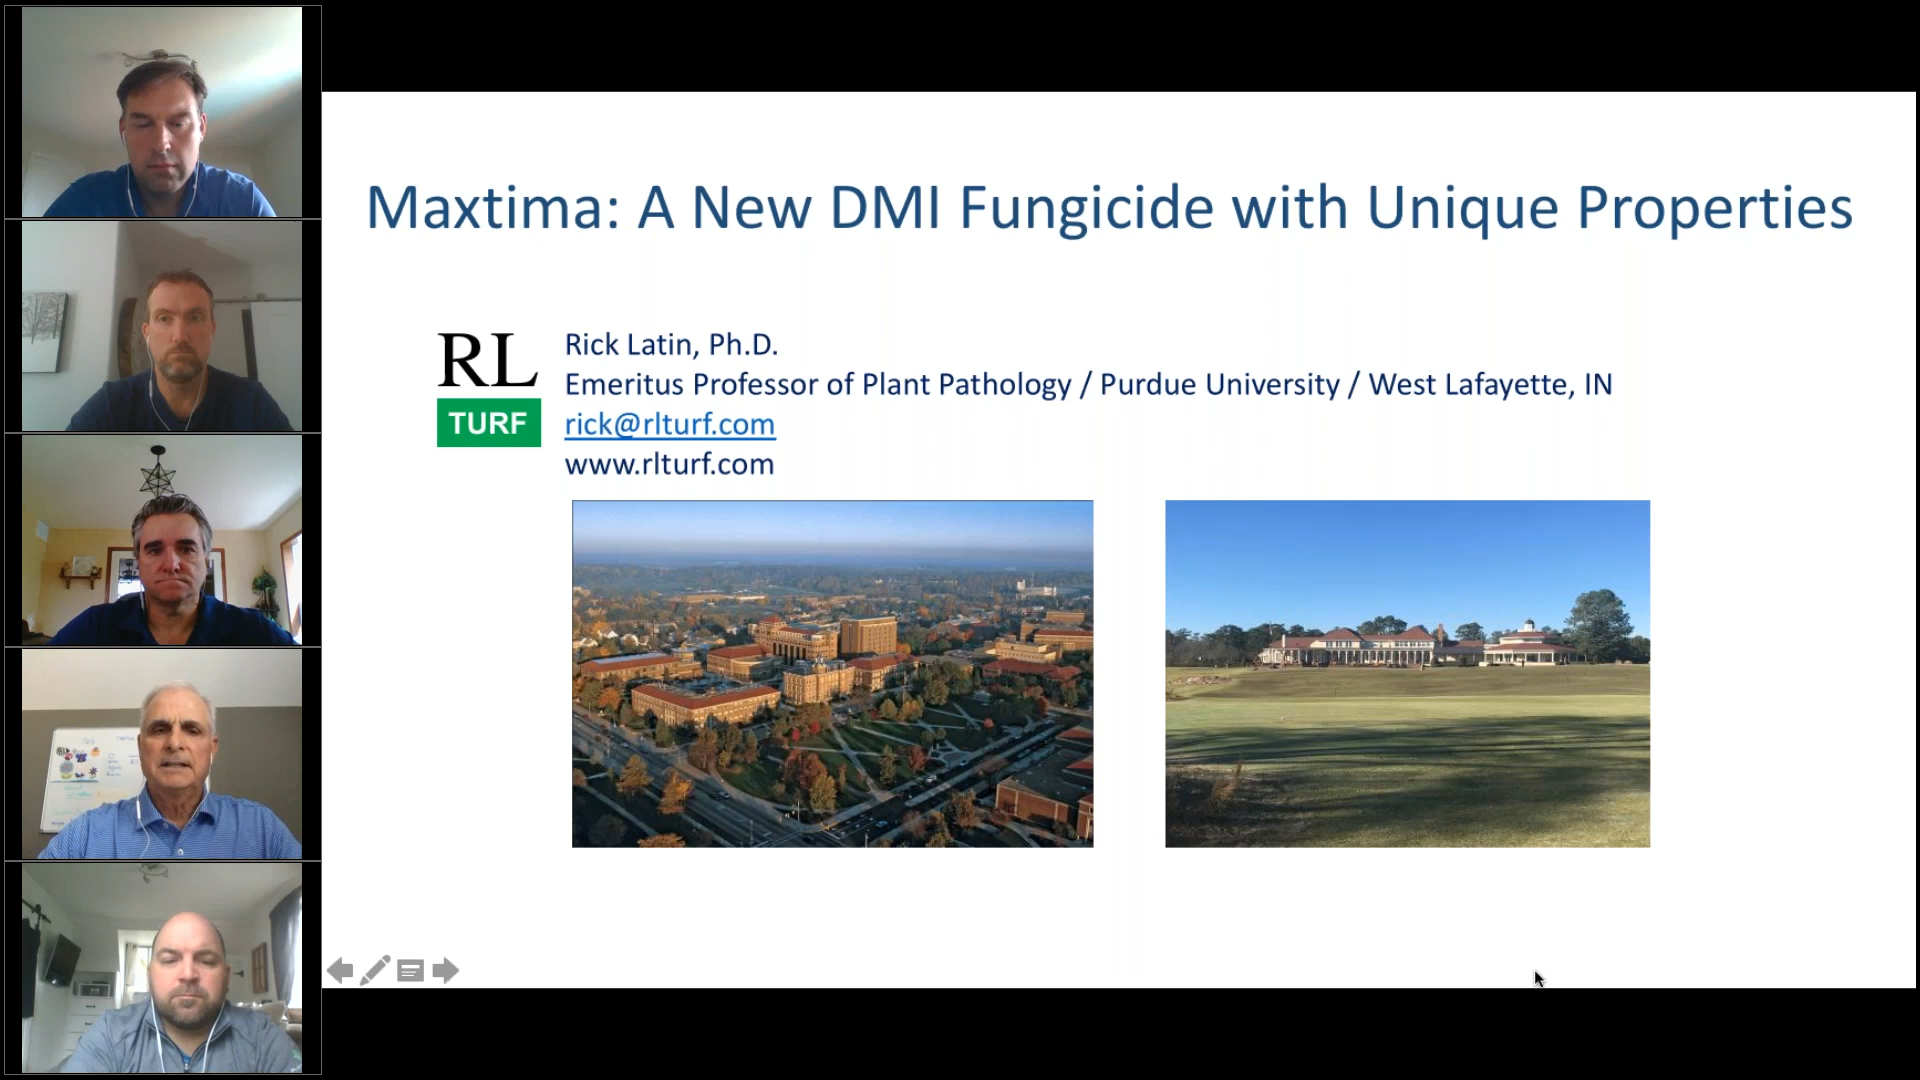 Maxtima: A New DMI Fungicide with Unique Properties
RL
TURF
Rick Latin, Ph.D.
Emeritus Professor of Plant Pathology / Purdue University / West Lafayette, IN
rick@rlturf.com
www.rlturf.com